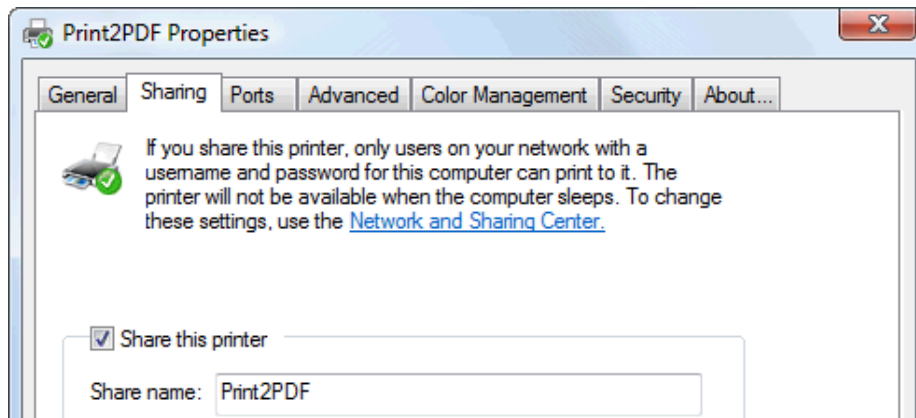 Print2PDF Properties
General Sharing Ports Advanced Color Management Security About...
If you share this printer, only users on your network with a
username and password for this computer can print to it. The
printer will not be available when the computer sleeps. To change
these settings, use the Network and Sharing Center.
Share this printer
Share name: Print2PDF